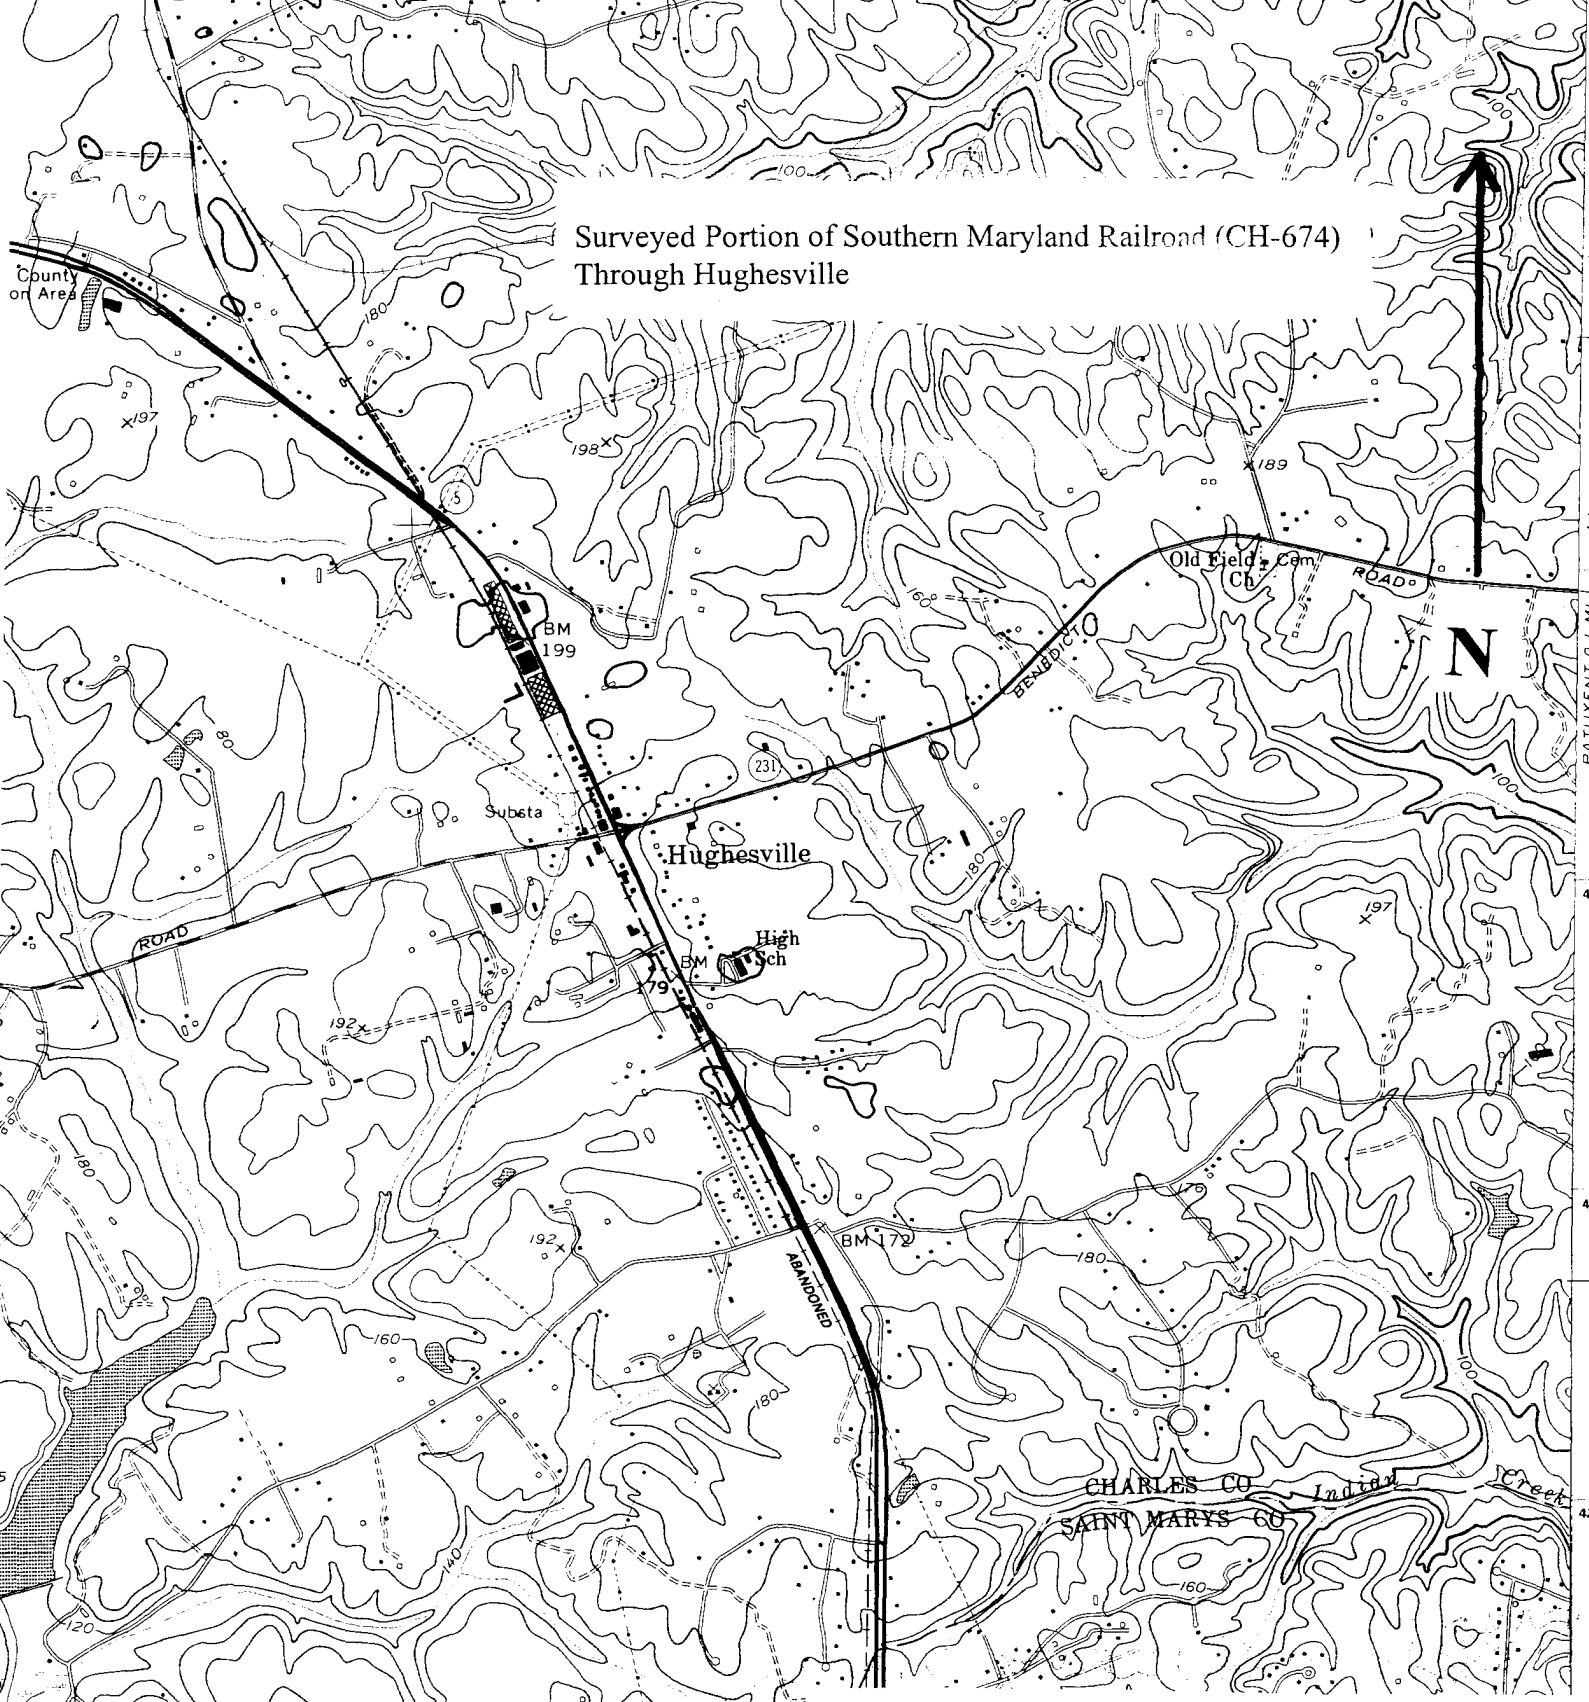 100
100
Surveyed Portion of Southern Maryland Railroad (CH-674)
Through Hughesville
County
on Area
180
197
198
189
5
Old Field
Ch
Cem
ROAD
160
BM
199
BENEDICT
N
80
231
100
Substa
Hughesville
180
197
ROAD
High
Sch
BM
179
192
180
170
192
BM 172
180
ABANDONED
160
100
180
CHARLES CO
Indian
Creek
SAINT MARYS CO
140
160
120